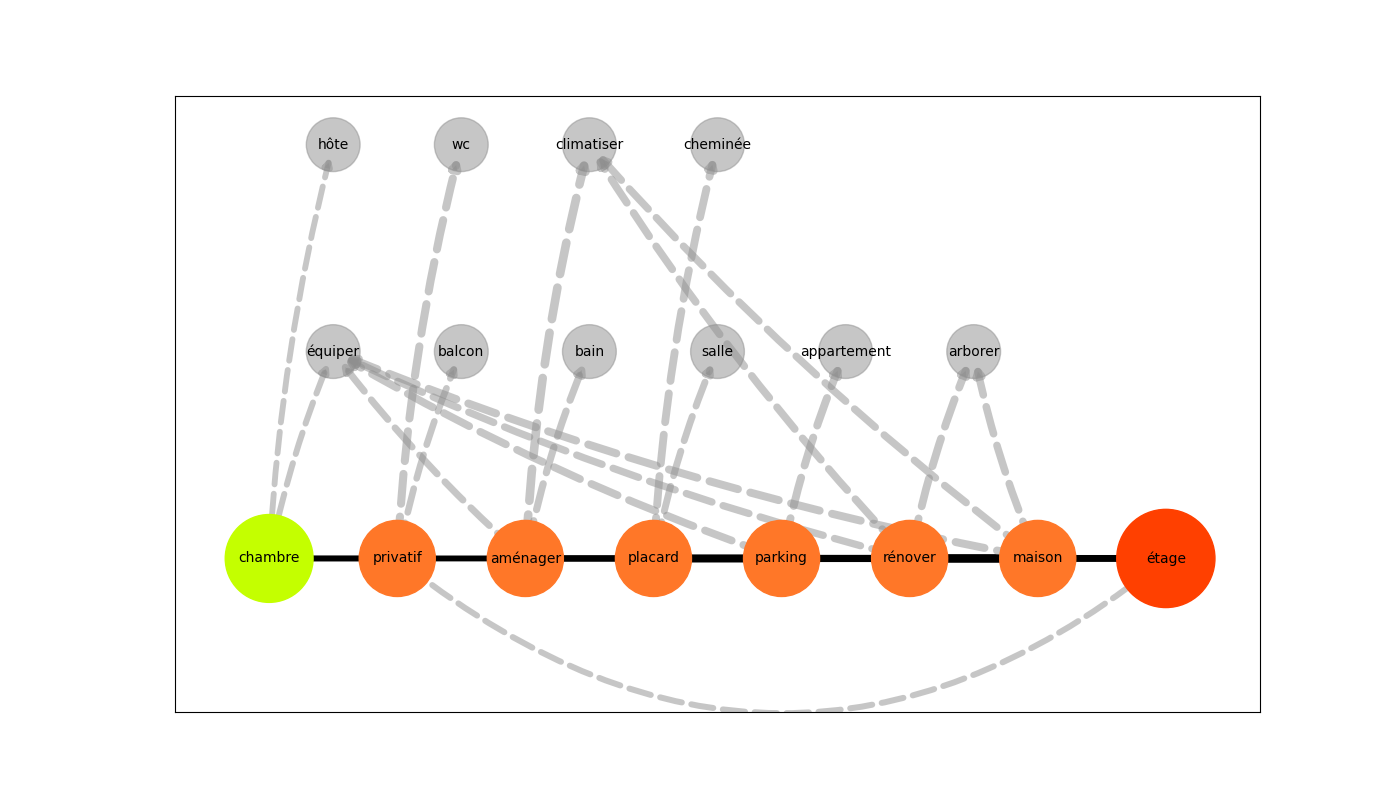 hôte wc climatiser cheminée
équiper balcon bain salle appartement arborer
chambre privatif aménager placard parking rénover maison étage